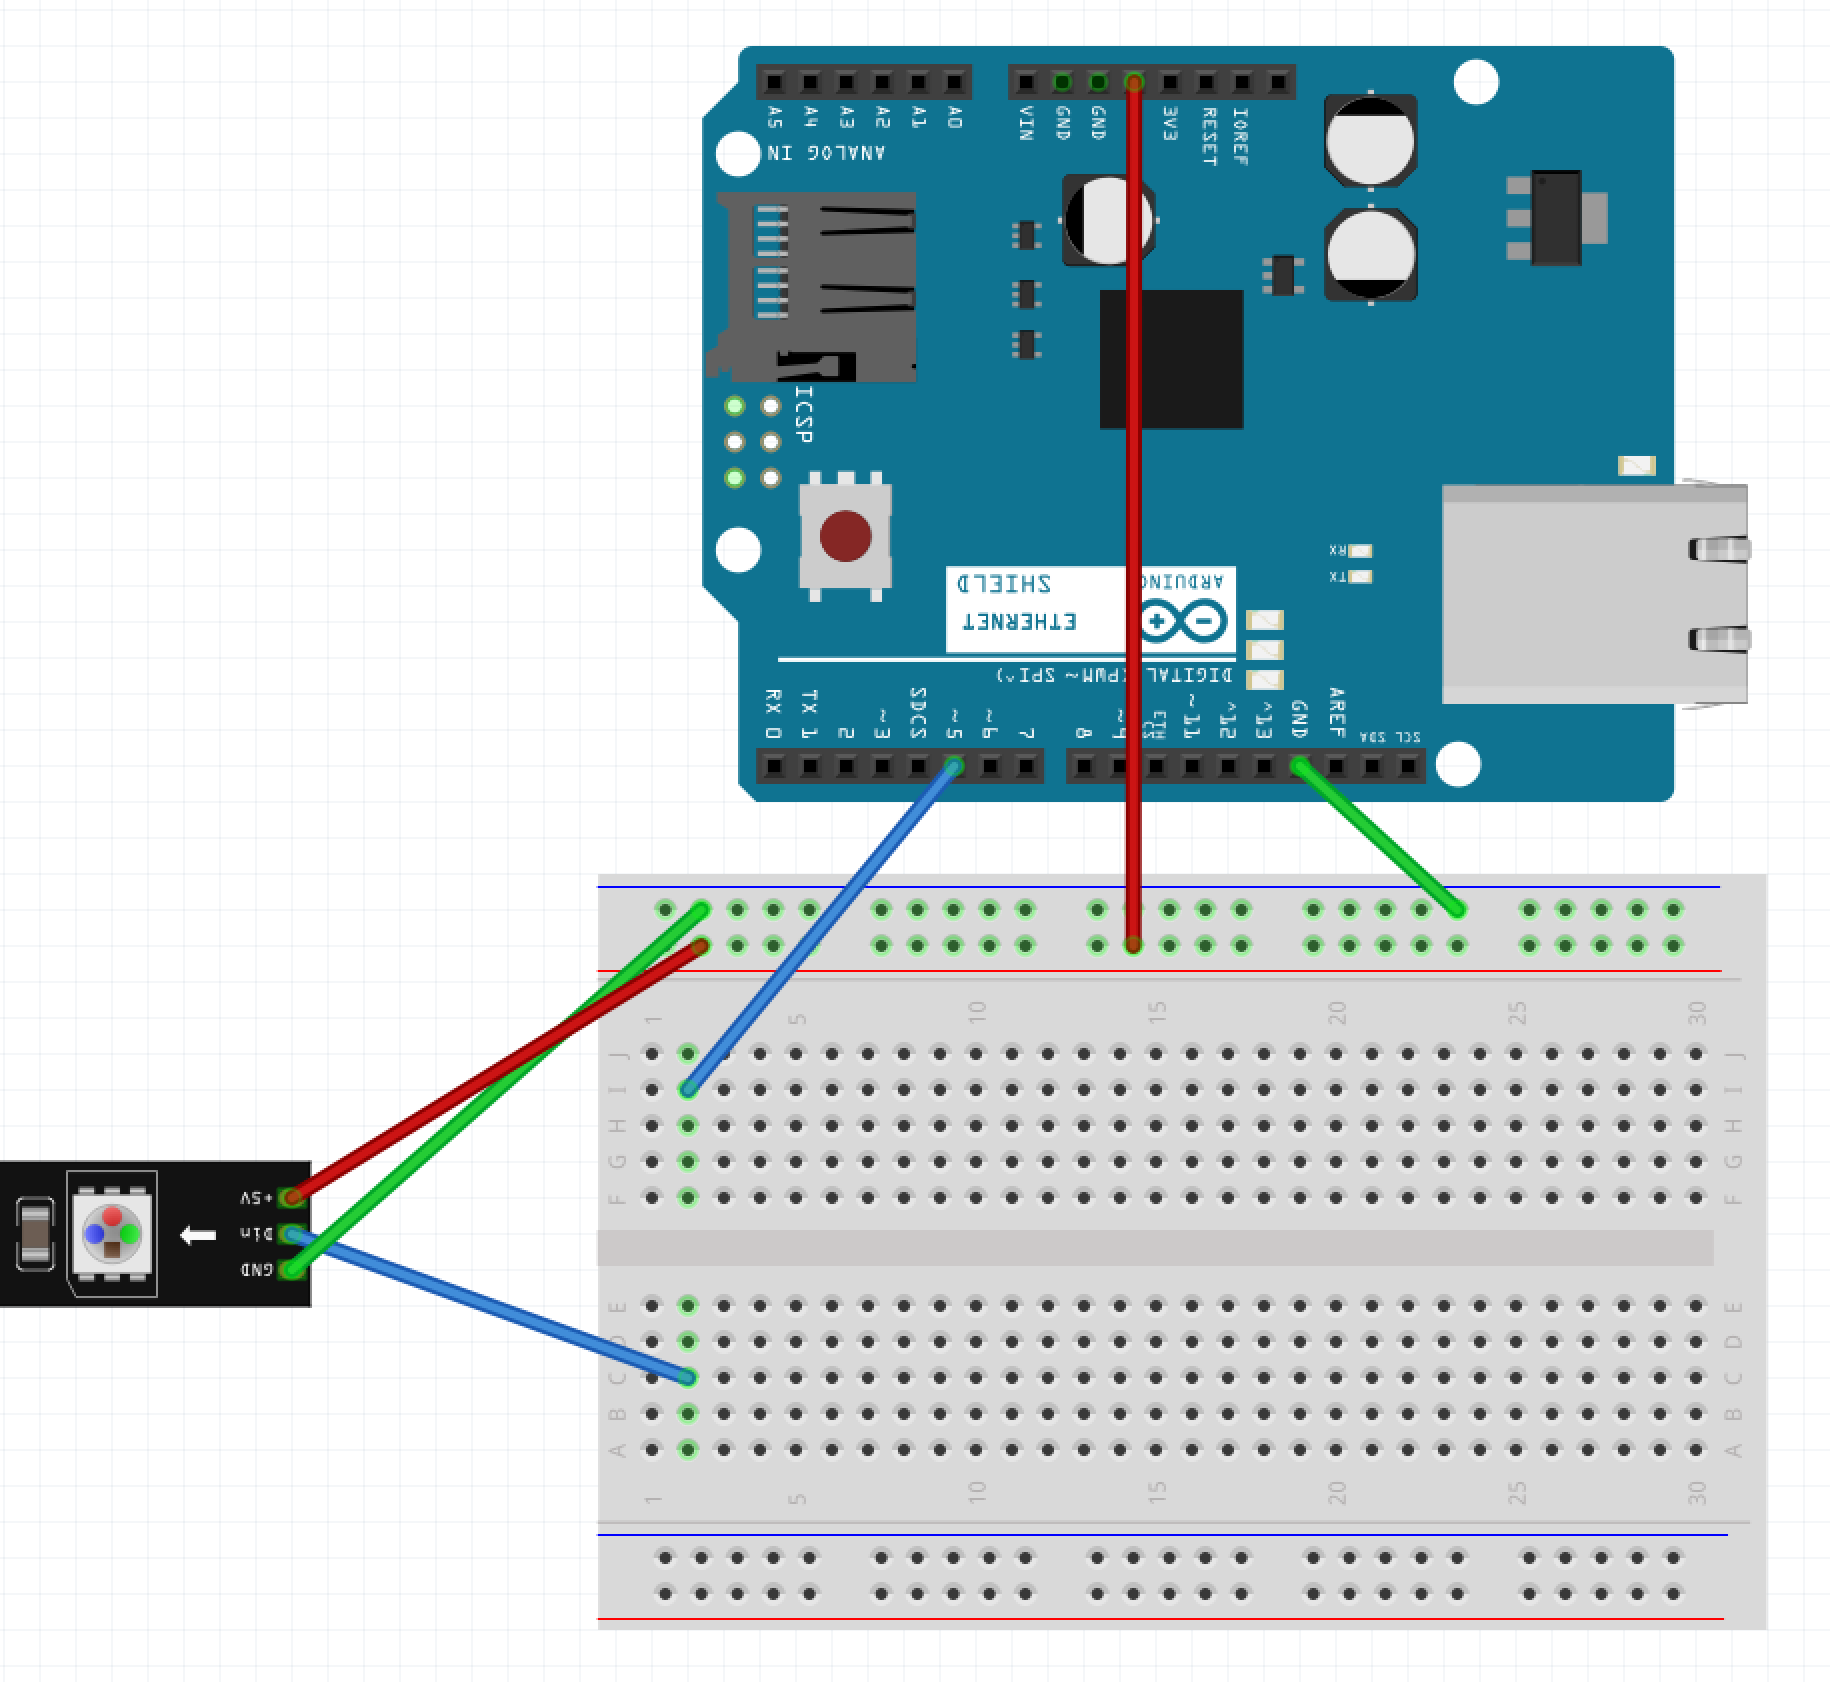 A5 A4 A3 A2 A1 A0
VIN GND GND 3V3 RESET IOREF
ANALOG IN
ICSP
RX
TX
ARDUINO
SHIELD
ETHERNET
DIGITAL (PWM~ SPI^)
RX 0 TX 1 2 ~3 SDCS ~5 ~6 7
8 ~9 ETH CS ~11 ^12 ^13 GND AREF SDA SCL
+5V
Din
GND
1 5 10 15 20 25 30
J J
I I
H H
G G
F F
E E
D D
C C
B B
A A
1 5 10 15 20 25 30